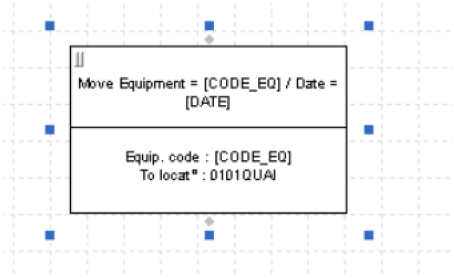 Move Equipment = [CODE_EQ] / Date =
[DATE]
Equip. code : [CODE_EQ]
To locat° : 0101QUAI